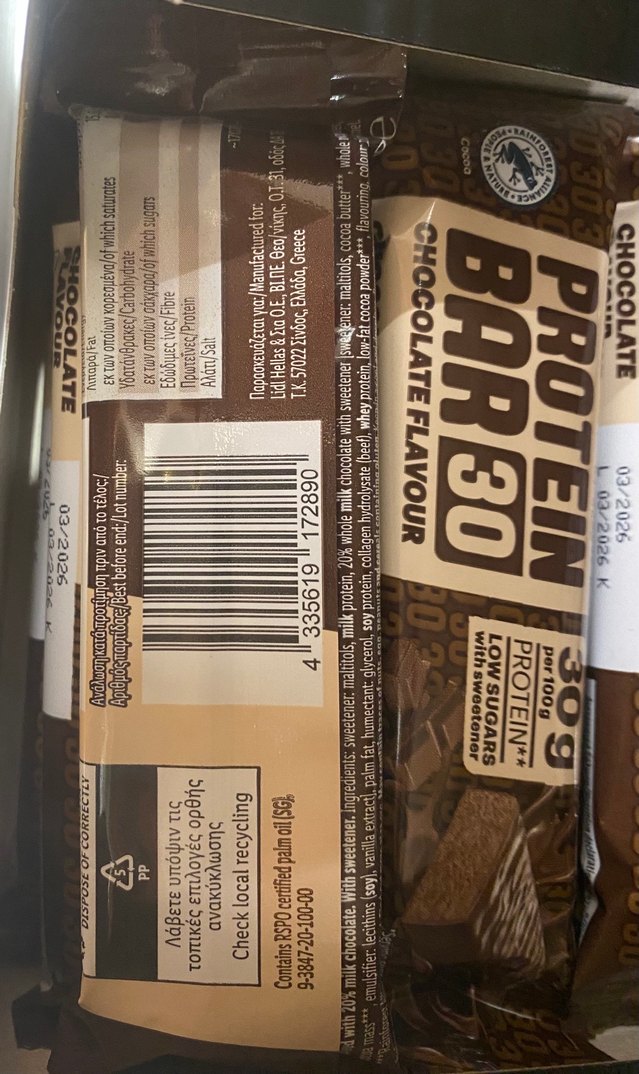 PROTEIN
BAR 30
CHOCOLATE FLAVOUR
30g
per 100g
PROTEIN**
LOW SUGARS
with sweetener
COCOA
RAINFOREST ALLIANCE
PEOPLE &
d with 20% milk chocolate. With sweetener. Ingredients: sweetener: maltitols, milk protein, 20% whole milk chocolate with sweetener (sweetener: maltitols, cocoa butter***, whole
mass***, emulsifier: lecithins (soy), vanilla extract), palm fat, humectant: glycerol, soy protein, collagen hydrolysate (beef), whey protein, low-fat cocoa powder***, flavouring, colour:
Λιπαρά/Fat
εκ των οποίων κορεσμένα/of which saturates
Υδατάνθρακες/Carbohydrate
εκ των οποίων σάκχαρα/of which sugars
Εδώδιμες ίνες/Fibre
Πρωτεΐνες/Protein
Αλάτι/Salt
Παρασκευάζεται για/Manufactured for:
Lidl Hellas & Σια Ο.Ε, ΒΙ.ΠΕ. Θεσ/νίκης, Ο.Τ. 31, οδός
Τ.Κ. 57022 Σίνδος, Ελλάδα, Greece
Ανάλωση κατά προτίμηση πριν από το τέλος:/
Αριθμός παρτίδας/Best before end:/Lot number:
4 335619 172890
DISPOSE OF CORRECTLY
5
PP
Λάβετε υπόψιν τις
τοπικές επιλογές ορθής
ανακύκλωσης
Check local recycling
Contains RSPO certified palm oil (SG).
9-3847-20-100-00
CHOCOLATE
FLAVOUR
03/2026
L 03/2026 K
CHOCOLATE
03/2026
L 03/2026 K